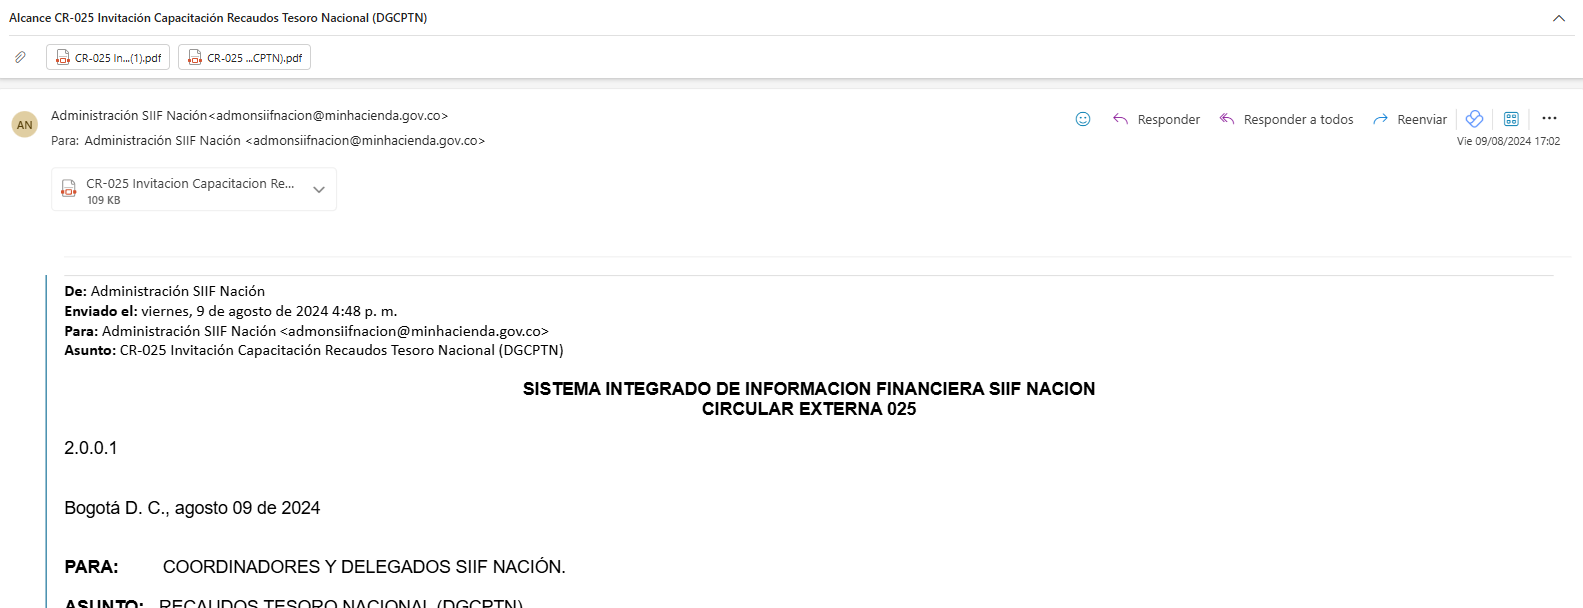 Alcance CR-025 Invitación Capacitación Recaudos Tesoro Nacional (DGCPTN)
CR-025 In...(1).pdf
CR-025 ...CPTN).pdf
AN
Administración SIIF Nación<admonsiifnacion@minhacienda.gov.co>
Responder
Responder a todos
Reenviar
Para: Administración SIIF Nación <admonsiifnacion@minhacienda.gov.co>
Vie 09/08/2024 17:02
CR-025 Invitacion Capacitacion Re...
109 KB
De: Administración SIIF Nación
Enviado el: viernes, 9 de agosto de 2024 4:48 p. m.
Para: Administración SIIF Nación <admonsiifnacion@minhacienda.gov.co>
Asunto: CR-025 Invitación Capacitación Recaudos Tesoro Nacional (DGCPTN)
SISTEMA INTEGRADO DE INFORMACION FINANCIERA SIIF NACION
CIRCULAR EXTERNA 025
2.0.0.1
Bogotá D. C., agosto 09 de 2024
PARA: COORDINADORES Y DELEGADOS SIIF NACIÓN.
ASUNTO: RECAUDOS TESORO NACIONAL (DGCPTN)